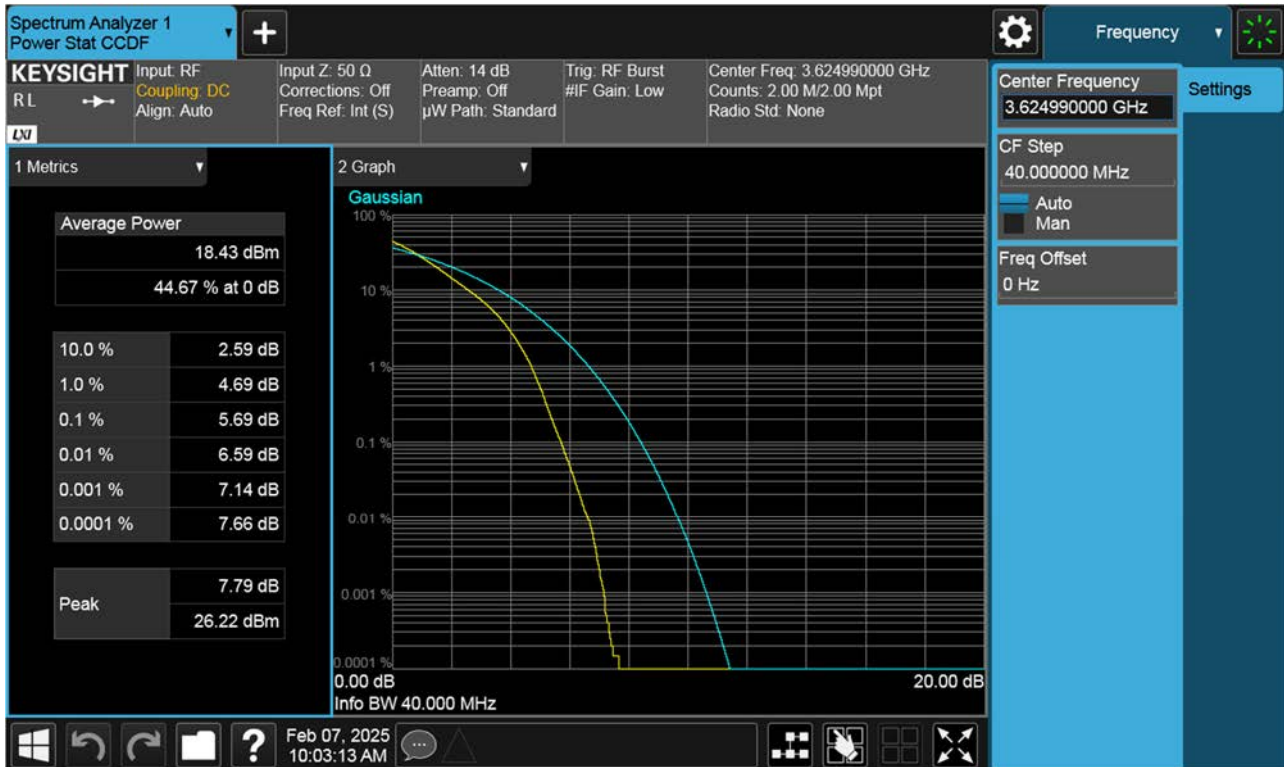 Spectrum Analyzer 1
Power Stat CCDF
Frequency
KEYSIGHT
R L
LXI
Input: RF
Coupling: DC
Align: Auto
Input Z: 50 Ω
Corrections: Off
Freq Ref: Int (S)
Atten: 14 dB
Preamp: Off
µW Path: Standard
Trig: RF Burst
#IF Gain: Low
Center Freq: 3.624990000 GHz
Counts: 2.00 M/2.00 Mpt
Radio Std: None
Center Frequency
3.624990000 GHz
Settings
CF Step
40.000000 MHz
Auto
Man
Freq Offset
0 Hz
1 Metrics
Average Power
18.43 dBm
44.67 % at 0 dB
10.0 % 2.59 dB
1.0 % 4.69 dB
0.1 % 5.69 dB
0.01 % 6.59 dB
0.001 % 7.14 dB
0.0001 % 7.66 dB
Peak
7.79 dB
26.22 dBm
2 Graph
Gaussian
100 %
10 %
1 %
0.1 %
0.01 %
0.001 %
0.0001 %
0.00 dB 20.00 dB
Info BW 40.000 MHz
?
Feb 07, 2025
10:03:13 AM